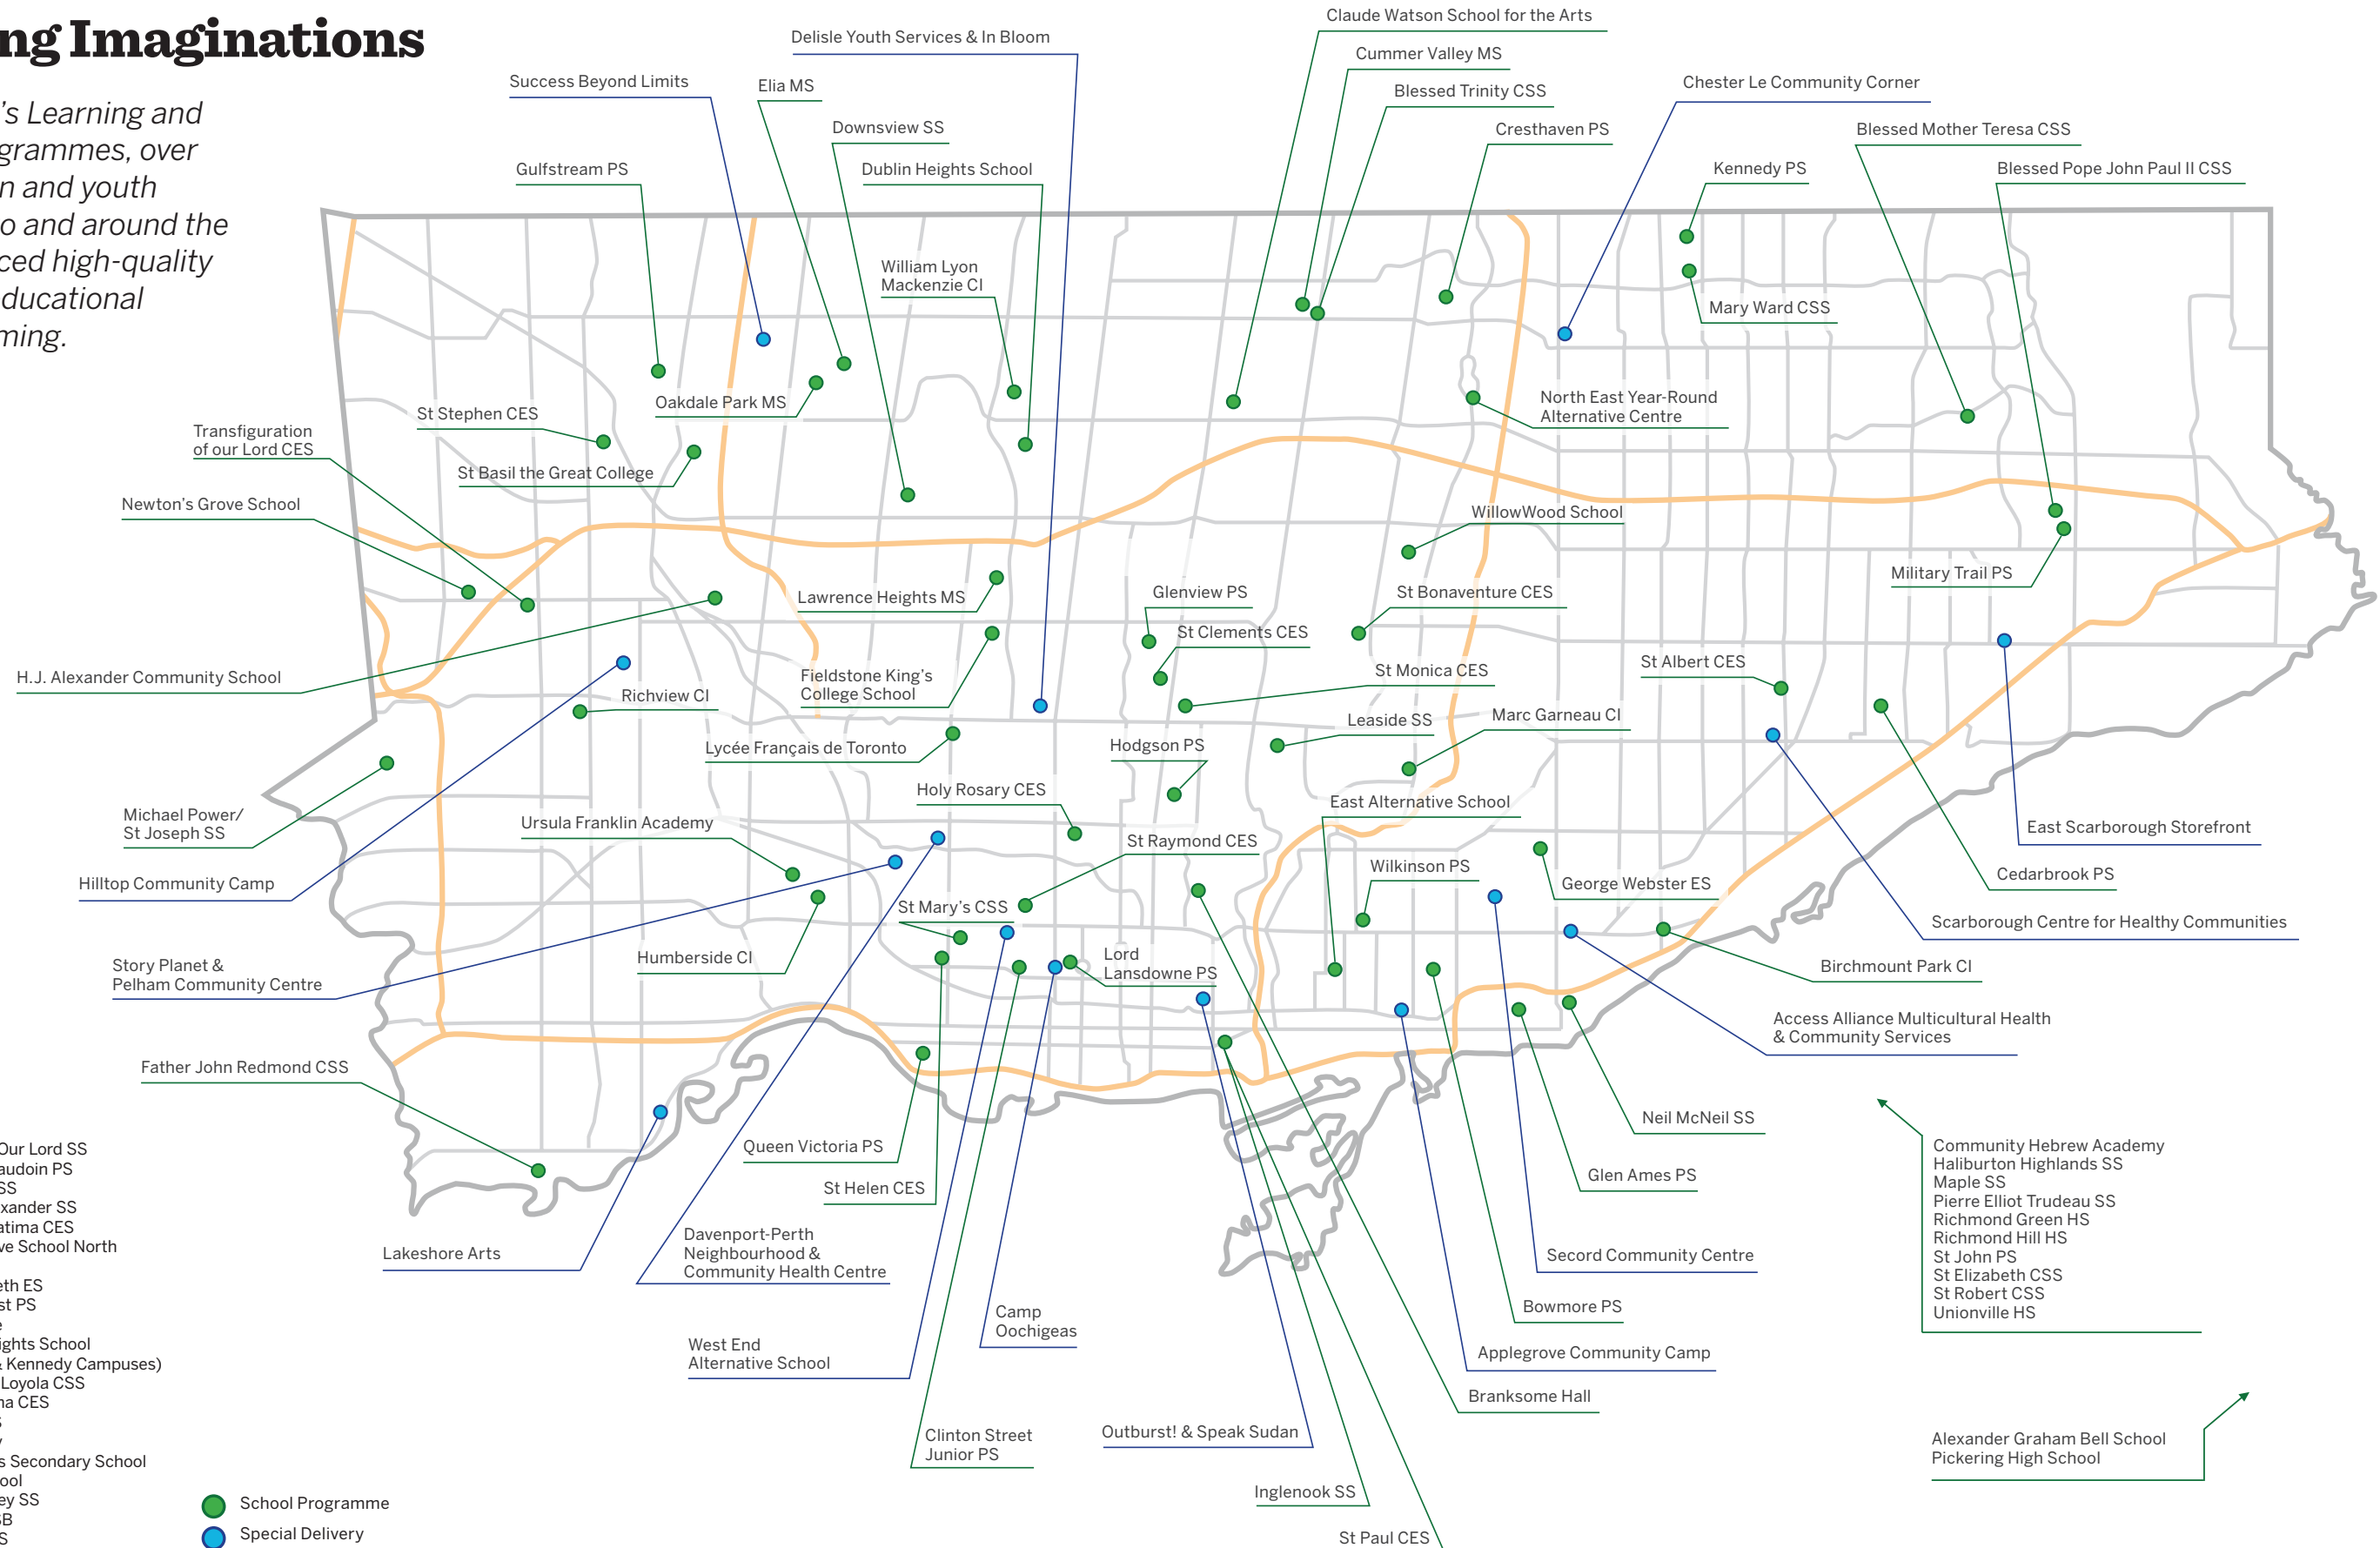 ng Imaginations
's Learning and
grammes, over
n and youth
o and around the
ced high-quality
educational
ming.
Claude Watson School for the Arts
Delisle Youth Services & In Bloom
Cummer Valley MS
Success Beyond Limits
Elia MS
Blessed Trinity CSS
Chester Le Community Corner
Downsview SS
Cresthaven PS
Blessed Mother Teresa CSS
Gulfstream PS
Dublin Heights School
Kennedy PS
Blessed Pope John Paul II CSS
William Lyon
Mackenzie CI
Mary Ward CSS
Oakdale Park MS
North East Year-Round
Alternative Centre
St Stephen CES
Transfiguration
of our Lord CES
St Basil the Great College
Newton's Grove School
WillowWood School
Military Trail PS
Lawrence Heights MS
Glenview PS
St Bonaventure CES
St Clements CES
H.J. Alexander Community School
Fieldstone King's
College School
St Monica CES
St Albert CES
Richview CI
Leaside SS
Marc Garneau CI
Lycée Français de Toronto
Hodgson PS
Holy Rosary CES
East Alternative School
Michael Power/
St Joseph SS
Ursula Franklin Academy
St Raymond CES
East Scarborough Storefront
Wilkinson PS
Hilltop Community Camp
George Webster ES
Cedarbrook PS
St Mary's CSS
Scarborough Centre for Healthy Communities
Humberside CI
Lord
Lansdowne PS
Story Planet &
Pelham Community Centre
Birchmount Park CI
Access Alliance Multicultural Health
& Community Services
Father John Redmond CSS
Neil McNeil SS
Queen Victoria PS
Glen Ames PS
St Helen CES
Community Hebrew Academy
Haliburton Highlands SS
Maple SS
Pierre Elliot Trudeau SS
Richmond Green HS
Richmond Hill HS
St John PS
St Elizabeth CSS
St Robert CSS
Unionville HS
Lakeshore Arts
Davenport-Perth
Neighbourhood &
Community Health Centre
Secord Community Centre
Camp
Oochigeas
Bowmore PS
West End
Alternative School
Applegrove Community Camp
Branksome Hall
Clinton Street
Junior PS
Outburst! & Speak Sudan
Alexander Graham Bell School
Pickering High School
Inglenook SS
St Paul CES
Our Lord SS
audoin PS
SS
xander SS
atima CES
ve School North
eth ES
st PS
e
ights School
& Kennedy Campuses)
Loyola CSS
na CES
S
y
s Secondary School
ool
ey SS
SB
S
School Programme
Special Delivery